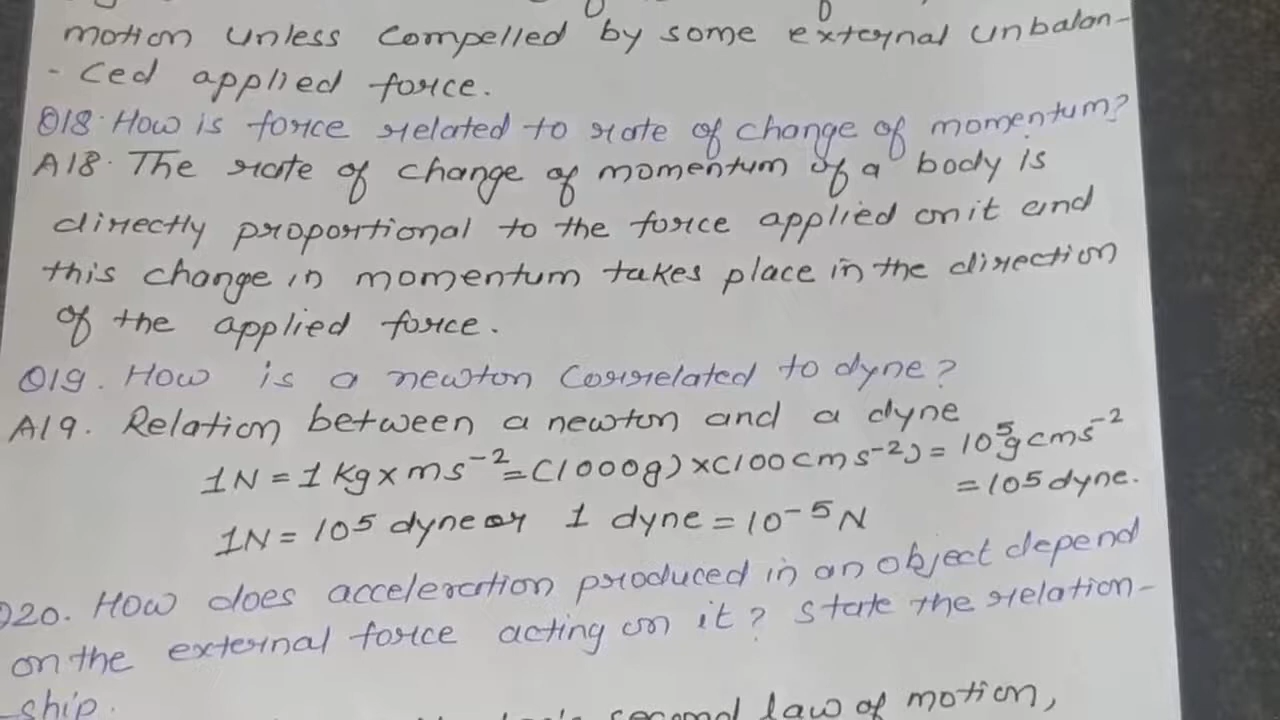 motion unless compelled by some external unbalan-
- ced applied force.
Q18. How is force related to rate of change of momentum?
A18. The rate of change of momentum of a body is
directly proportional to the force applied on it and
this change in momentum takes place in the direction
of the applied force.
Q19. How is a newton correlated to dyne?
A19. Relation between a newton and a dyne
1N = 1 kg x ms⁻² = (1000g) x (100cms⁻²) = 10⁵gcms⁻²
= 10⁵ dyne.
1N = 10⁵ dyne or 1 dyne = 10⁻⁵ N
Q20. How does acceleration produced in an object depend
on the external force acting on it? State the relation-
-ship.
second law of motion,